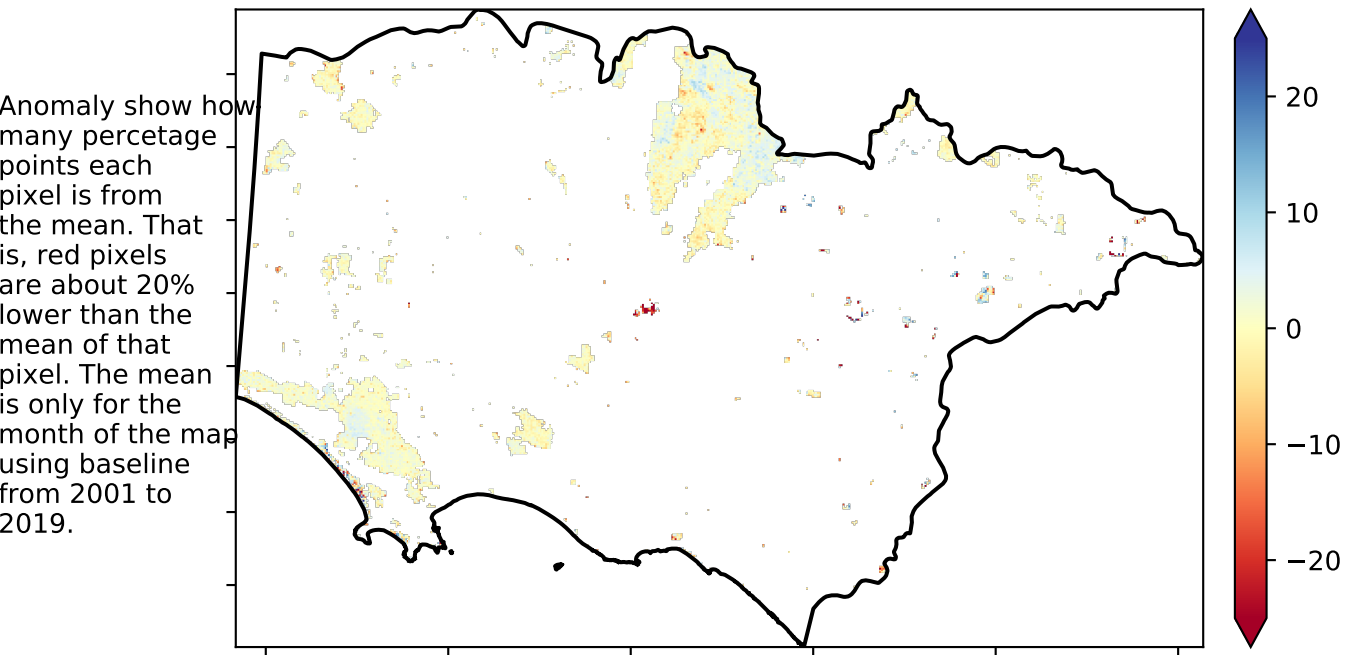 Anomaly show how
many percetage
points each
pixel is from
the mean. That
is, red pixels
are about 20%
lower than the
mean of that
pixel. The mean
is only for the
month of the map
using baseline
from 2001 to
2019.
20
10
0
−10
−20